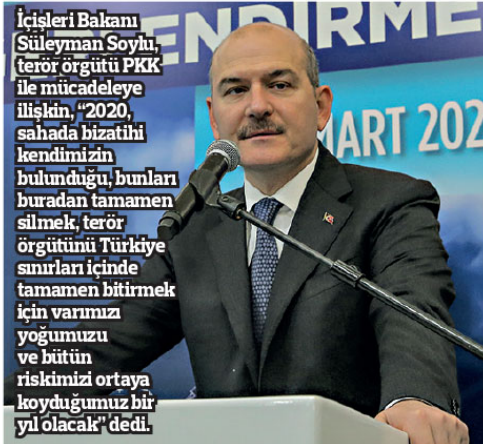 ENDİRME
MART 202
İçişleri Bakanı
Süleyman Soylu,
terör örgütü PKK
ile mücadeleye
ilişkin, “2020,
sahada bizatihi
kendimizin
bulunduğu, bunları
buradan tamamen
silmek, terör
örgütünü Türkiye
sınırları içinde
tamamen bitirmek
için varımızı
yoğumuzu
ve bütün
riskimizi ortaya
koyduğumuz bir
yıl olacak” dedi.